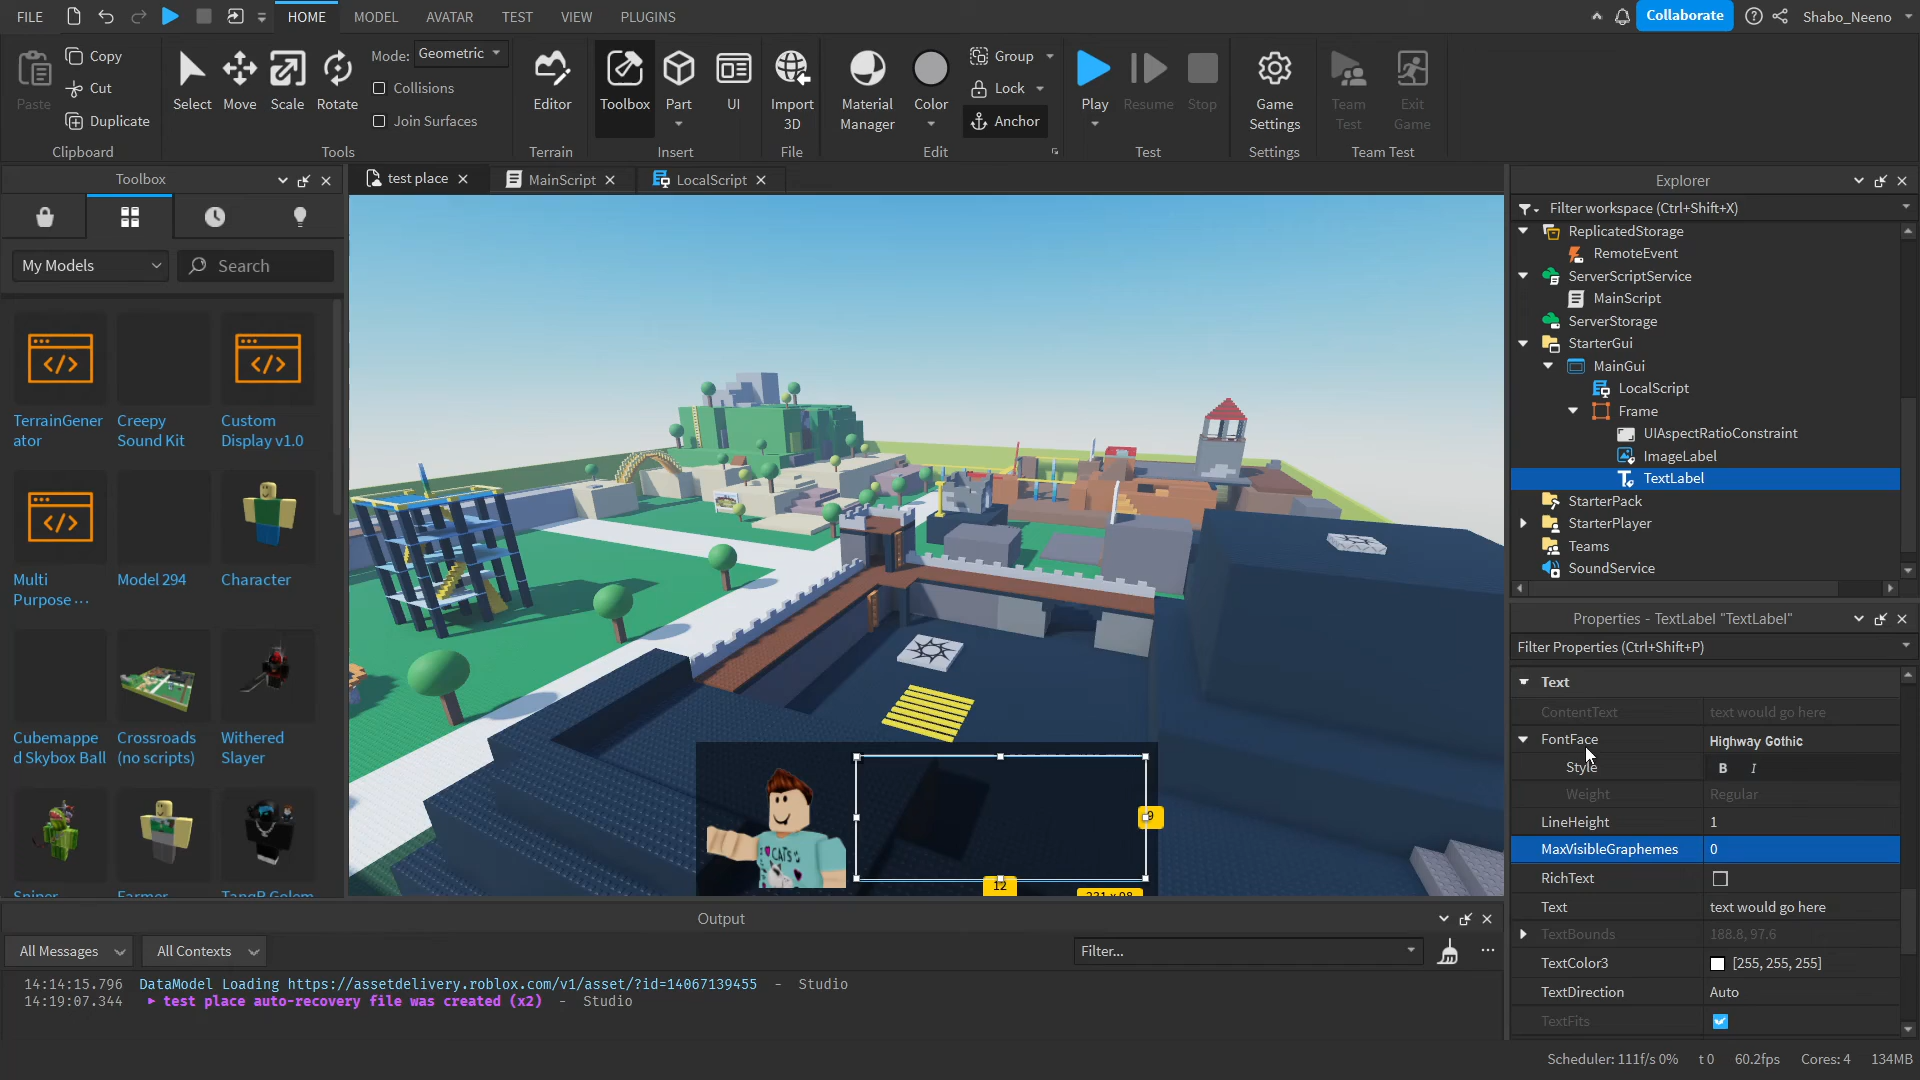 FILE HOME MODEL AVATAR TEST VIEW PLUGINS Collaborate Shabo_Neeno
Paste
Copy
Cut
Duplicate
Clipboard
Select Move Scale Rotate
Mode: Geometric
Collisions
Join Surfaces
Tools
Editor
Terrain
Toolbox Part UI
Insert
Import
3D
File
Material
Manager
Color
Group
Lock
Anchor
Edit
Play Resume Stop
Test
Game
Settings
Settings
Team
Test
Exit
Game
Team Test
Toolbox
My Models Search
TerrainGener
ator
Creepy
Sound Kit
Custom
Display v1.0
Multi
Purpose ...
Model 294
Character
Cubemappe
d Skybox Ball
Crossroads
(no scripts)
Withered
Slayer
test place MainScript LocalScript
CATS
9
12
Explorer
Filter workspace (Ctrl+Shift+X)
ReplicatedStorage
RemoteEvent
ServerScriptService
MainScript
ServerStorage
StarterGui
MainGui
LocalScript
Frame
UIAspectRatioConstraint
ImageLabel
TextLabel
StarterPack
StarterPlayer
Teams
SoundService
Properties - TextLabel "TextLabel"
Filter Properties (Ctrl+Shift+P)
Text
ContentText text would go here
FontFace Highway Gothic
Style B I
Weight Regular
LineHeight 1
MaxVisibleGraphemes 0
RichText
Text text would go here
TextBounds 188.8, 97.6
TextColor3 [255, 255, 255]
TextDirection Auto
TextFits
Output
All Messages All Contexts Filter...
14:14:15.796 DataModel Loading https://assetdelivery.roblox.com/v1/asset/?id=14067139455 - Studio
14:19:07.344 test place auto-recovery file was created (x2) - Studio
Scheduler: 111f/s 0% t 0 60.2fps Cores: 4 134MB